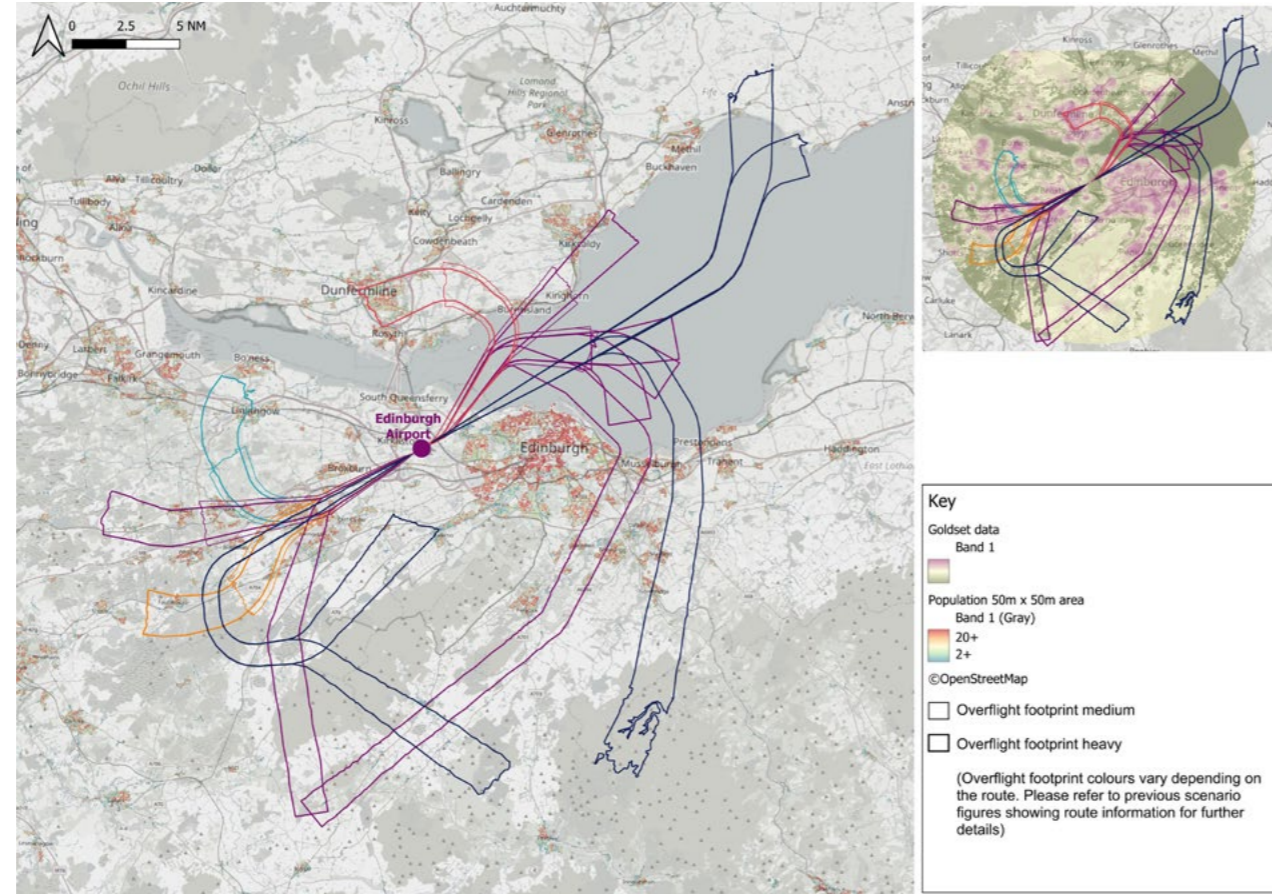 0 2.5 5 NM
Auchtermuchty
Ochil Hills
Lomond
Hills Regional
Park
Fife
Kinross
Glenrothes
Methil
Buckhaven
Anstr
Dollar
Ballingry
Alva Tillicoultry
Tullibody
Alloa
Kelty
Lochgelly
Cardenden
Cowdenbeath
Kirkcaldy
Kincardine
Dunfermline
Kinghorn
Burntisland
Rosyth
North Berw
Denny
Larbert
Grangemouth
Bo'ness
Bonnybridge
Falkirk
South Queensferry
Linlithgow
Edinburgh
Airport
Edinburgh
Broxburn
Musselburgh
Prestonpans
Tranent
Haddington
East Lothia
Kinross
Glenrothes
Methil
Dunfermline
Edinburgh
Carluke
Lanark
Key
Goldset data
Band 1
Population 50m x 50m area
Band 1 (Gray)
20+
2+
©OpenStreetMap
Overflight footprint medium
Overflight footprint heavy
(Overflight footprint colours vary depending on
the route. Please refer to previous scenario
figures showing route information for further
details)